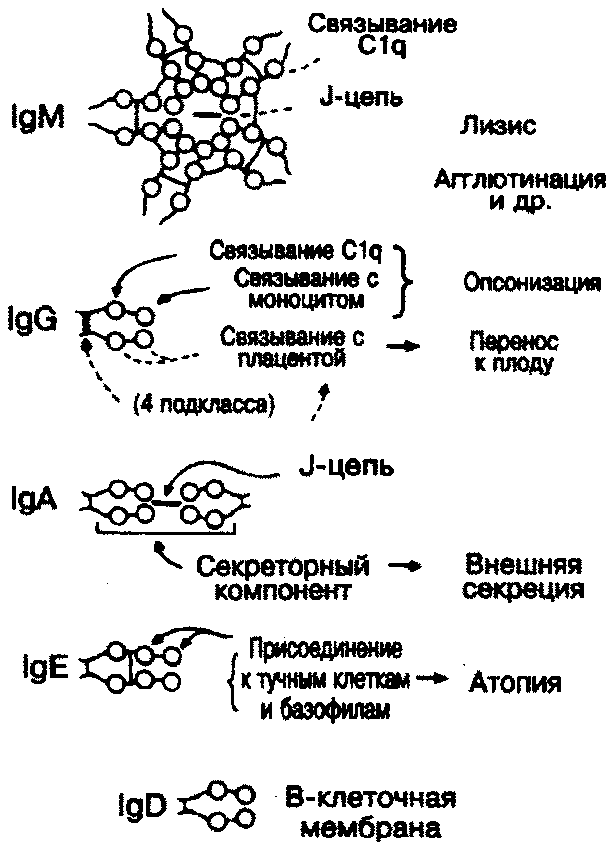 Связывание
C1q
J-цепь
IgM
Лизис
Агглютинация
и др.
Связывание C1q
Связывание с
моноцитом
Опсонизация
IgG
Связывание с
плацентой
Перенос
к плоду
(4 подкласса)
J-цепь
IgA
Секреторный
компонент
Внешняя
секреция
IgE
Присоединение
к тучным клеткам
и базофилам
Атопия
IgD
В-клеточная
мембрана